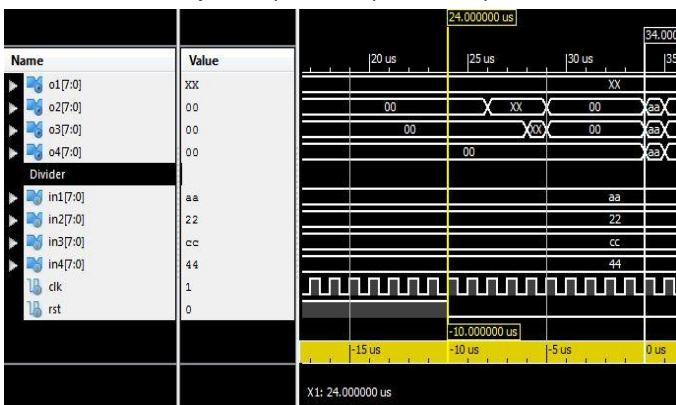 24.000000 us
34.000
Name Value
20 us 25 us 30 us 35
o1[7:0] XX XX
o2[7:0] 00 00 XX 00 aa
o3[7:0] 00 00 XX 00 aa
o4[7:0] 00 00 aa
Divider
in1[7:0] aa aa
in2[7:0] 22 22
in3[7:0] cc cc
in4[7:0] 44 44
clk 1
rst 0
-10.000000 us
-15 us -10 us -5 us 0 us
X1: 24.000000 us